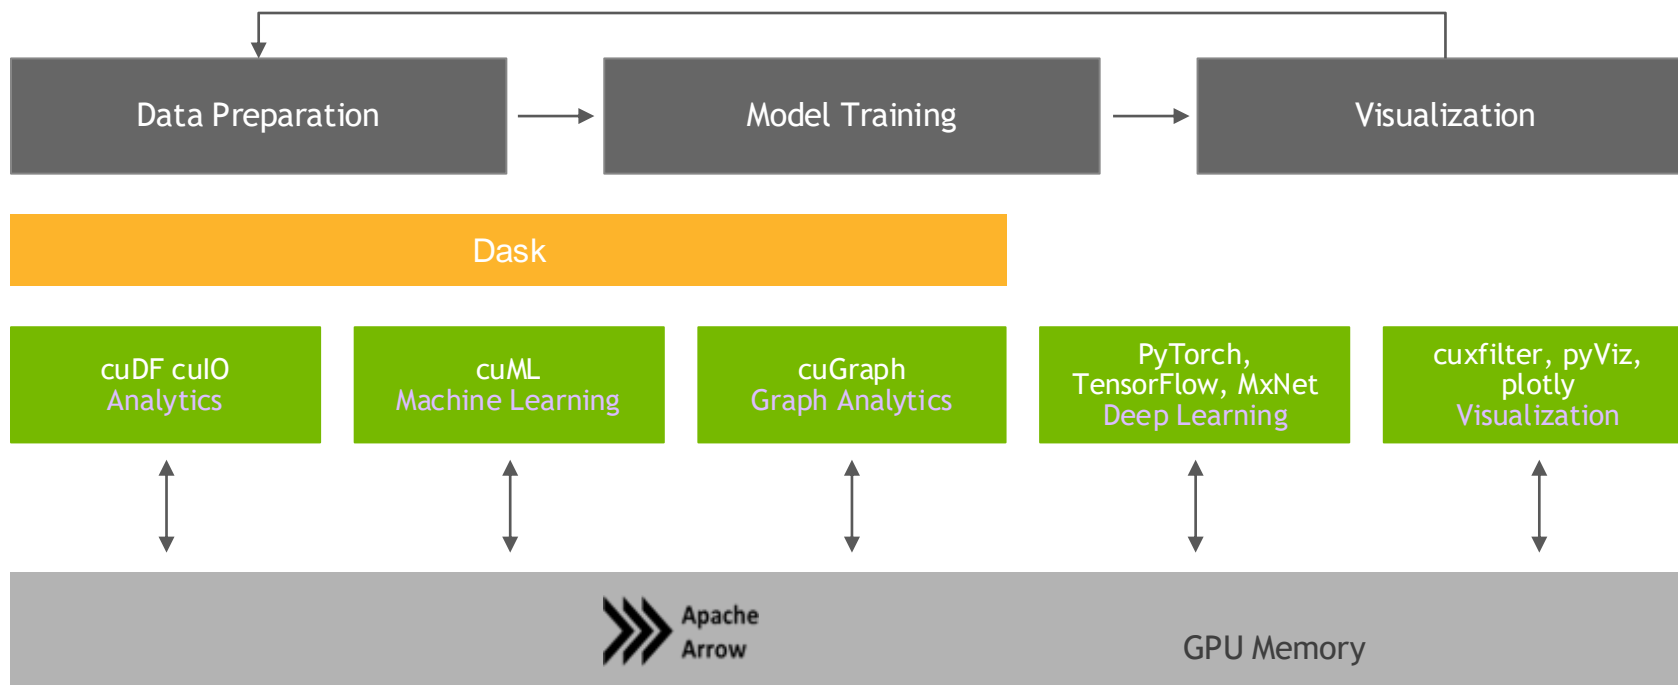 Data Preparation
Model Training
Visualization
Dask
cuDF cuIO
Analytics
cuML
Machine Learning
cuGraph
Graph Analytics
PyTorch,
TensorFlow, MxNet
Deep Learning
cuxfilter, pyViz,
plotly
Visualization
Apache
Arrow
GPU Memory